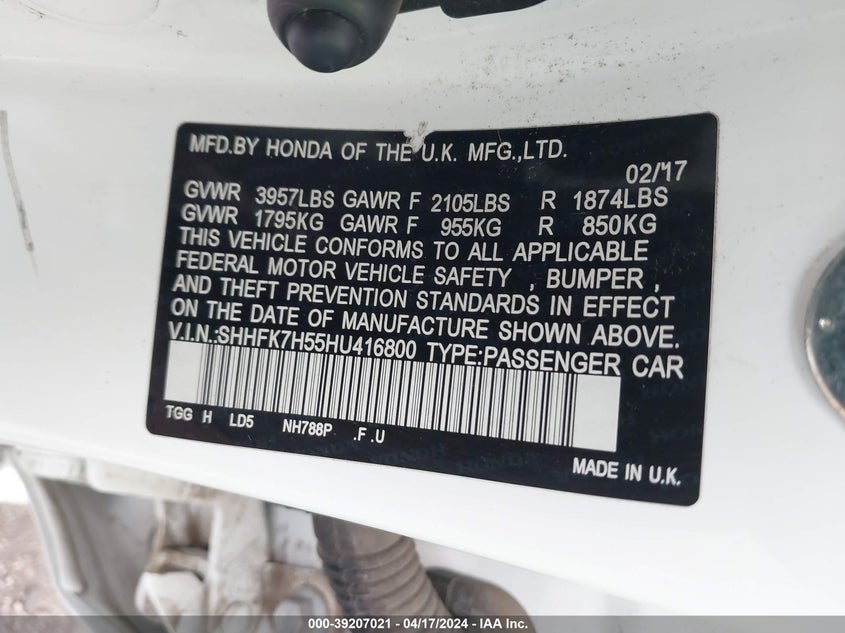 MFD.BY HONDA OF THE U.K. MFG.,LTD.
02/17
GVWR 3957LBS GAWR F 2105LBS R 1874LBS
GVWR 1795KG GAWR F 955KG R 850KG
THIS VEHICLE CONFORMS TO ALL APPLICABLE
FEDERAL MOTOR VEHICLE SAFETY , BUMPER ,
AND THEFT PREVENTION STANDARDS IN EFFECT
ON THE DATE OF MANUFACTURE SHOWN ABOVE.
V.I.N.:SHHFK7H55HU416800 TYPE:PASSENGER CAR
TGG H LD5 NH788P .F .U
MADE IN U.K.
000-39207021 / 04/17/2024 - IAA Inc.